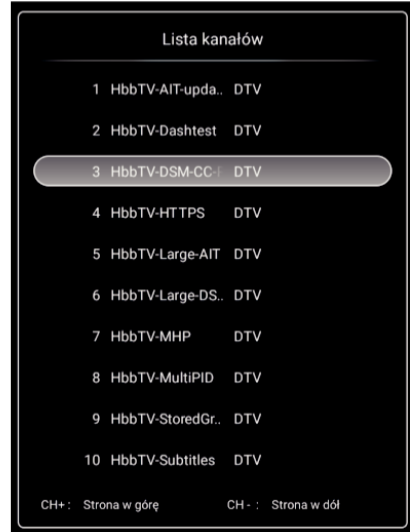 Lista kanałów
1 HbbTV-AIT-upda.. DTV
2 HbbTV-Dashtest DTV
3 HbbTV-DSM-CC- DTV
4 HbbTV-HTTPS DTV
5 HbbTV-Large-AIT DTV
6 HbbTV-Large-DS.. DTV
7 HbbTV-MHP DTV
8 HbbTV-MultiPID DTV
9 HbbTV-StoredGr.. DTV
10 HbbTV-Subtitles DTV
CH+: Strona w górę CH - : Strona w dół